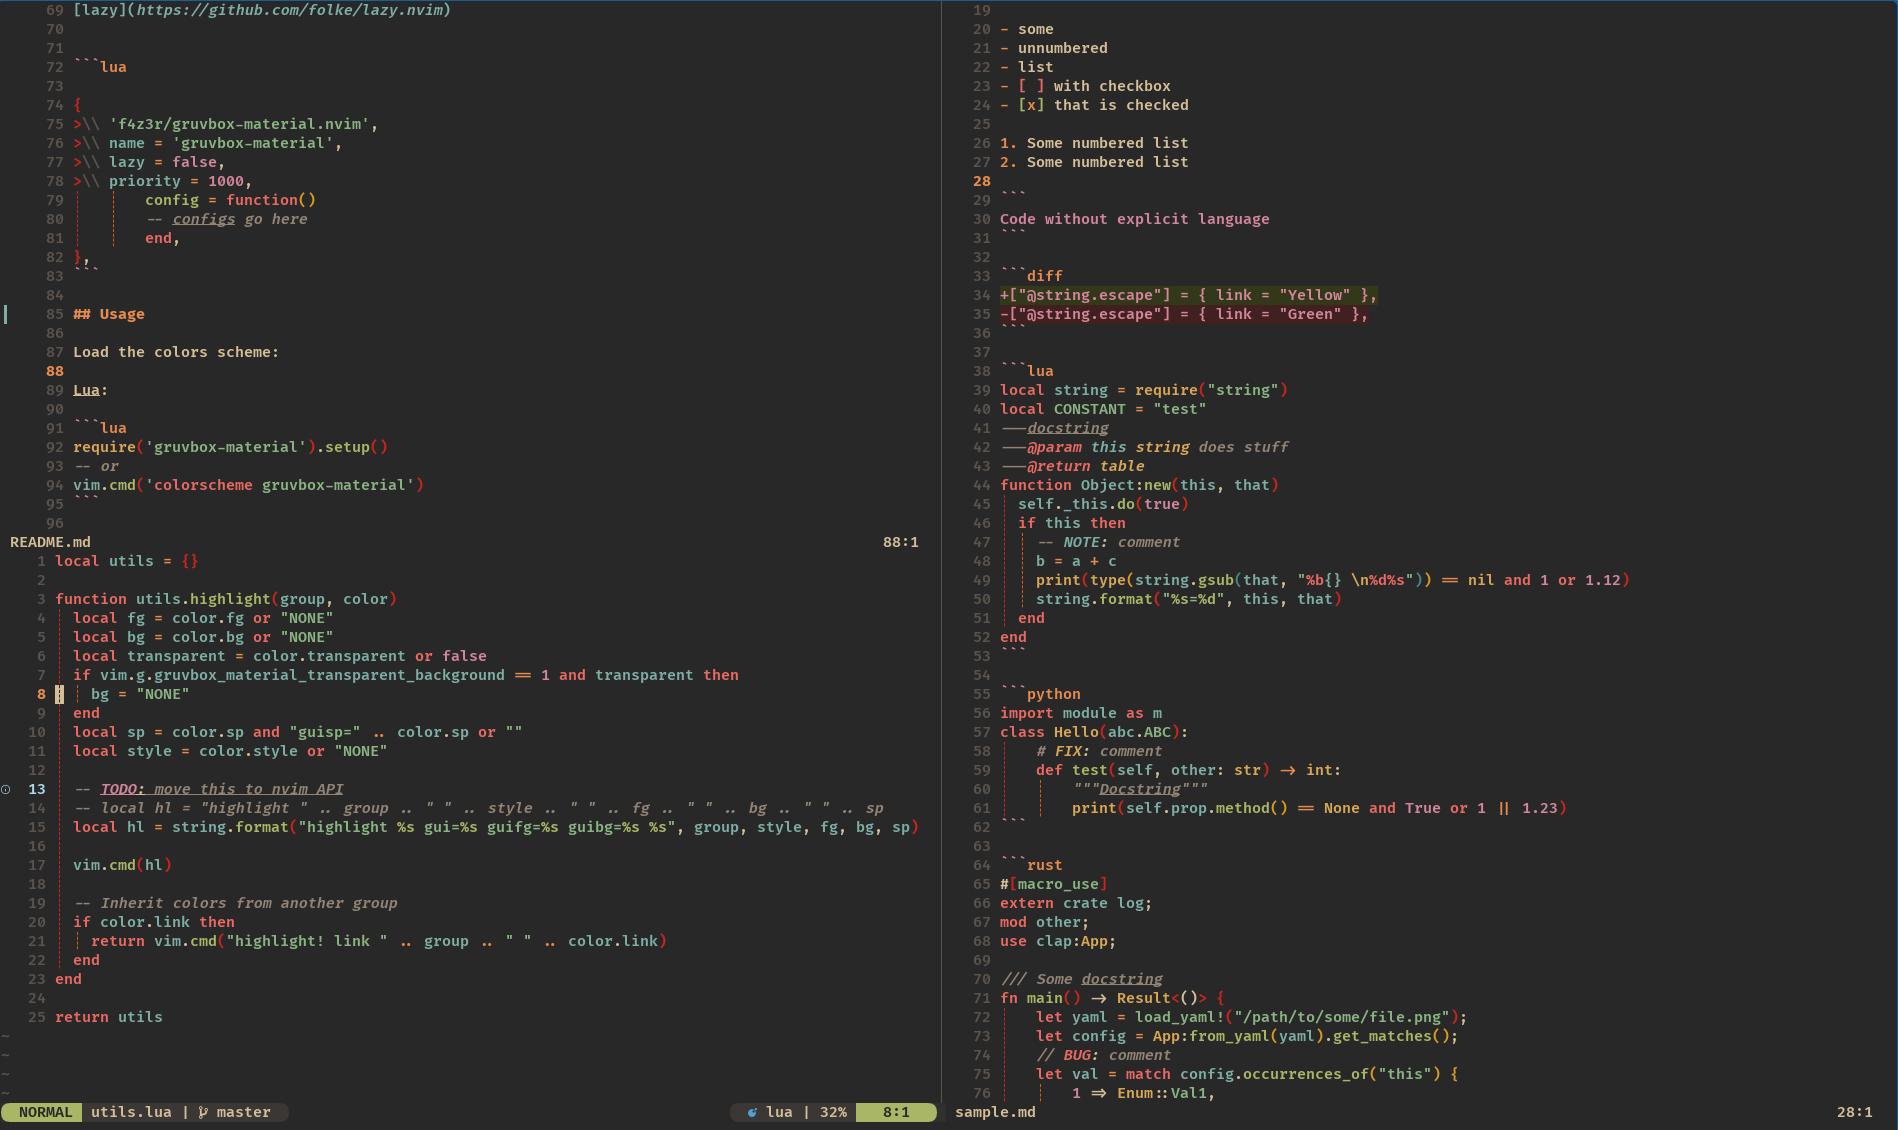 69 [lazy](https://github.com/folke/lazy.nvim)
70
71
72 ```lua
73
74 {
75 >\\ 'f4z3r/gruvbox-material.nvim',
76 >\\ name = 'gruvbox-material',
77 >\\ lazy = false,
78 >\\ priority = 1000,
79         config = function()
80         -- configs go here
81         end,
82 },
83 ```
84
85 ## Usage
86
87 Load the colors scheme:
88
89 Lua:
90
91 ```lua
92 require('gruvbox-material').setup()
93 -- or
94 vim.cmd('colorscheme gruvbox-material')
95 ```
96
README.md 88:1
1 local utils = {}
2
3 function utils.highlight(group, color)
4   local fg = color.fg or "NONE"
5   local bg = color.bg or "NONE"
6   local transparent = color.transparent or false
7   if vim.g.gruvbox_material_transparent_background == 1 and transparent then
8     bg = "NONE"
9   end
10   local sp = color.sp and "guisp=" .. color.sp or ""
11   local style = color.style or "NONE"
12
13   -- TODO: move this to nvim API
14   -- local hl = "highlight " .. group .. " " .. style .. " " .. fg .. " " .. bg .. " " .. sp
15   local hl = string.format("highlight %s gui=%s guifg=%s guibg=%s %s", group, style, fg, bg, sp)
16
17   vim.cmd(hl)
18
19   -- Inherit colors from another group
20   if color.link then
21     return vim.cmd("highlight! link " .. group .. " " .. color.link)
22   end
23 end
24
25 return utils
~
~
~
~
NORMAL utils.lua | master lua | 32% 8:1
19
20 - some
21 - unnumbered
22 - list
23 - [ ] with checkbox
24 - [x] that is checked
25
26 1. Some numbered list
27 2. Some numbered list
28
29 ```
30 Code without explicit language
31 ```
32
33 ```diff
34 +["@string.escape"] = { link = "Yellow" },
35 -["@string.escape"] = { link = "Green" },
36 ```
37
38 ```lua
39 local string = require("string")
40 local CONSTANT = "test"
41 ---docstring
42 ---@param this string does stuff
43 ---@return table
44 function Object:new(this, that)
45   self._this.do(true)
46   if this then
47     -- NOTE: comment
48     b = a + c
49     print(type(string.gsub(that, "%b{} \n%d%s")) == nil and 1 or 1.12)
50     string.format("%s=%d", this, that)
51   end
52 end
53 ```
54
55 ```python
56 import module as m
57 class Hello(abc.ABC):
58     # FIX: comment
59     def test(self, other: str) -> int:
60         """Docstring"""
61         print(self.prop.method() == None and True or 1 || 1.23)
62 ```
63
64 ```rust
65 #[macro_use]
66 extern crate log;
67 mod other;
68 use clap:App;
69
70 /// Some docstring
71 fn main() -> Result<()> {
72     let yaml = load_yaml!("/path/to/some/file.png");
73     let config = App:from_yaml(yaml).get_matches();
74     // BUG: comment
75     let val = match config.occurrences_of("this") {
76         1 => Enum::Val1,
sample.md 28:1